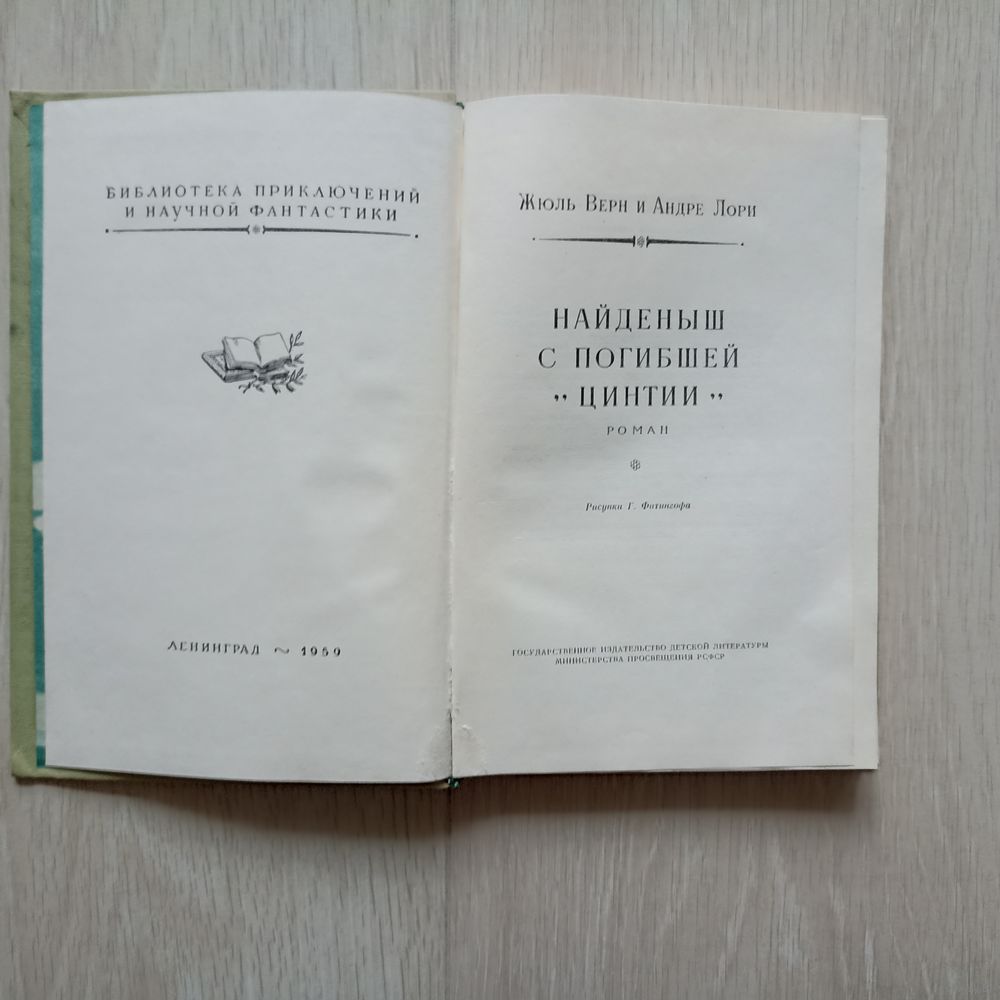 БИБЛИОТЕКА ПРИКЛЮЧЕНИЙ
И НАУЧНОЙ ФАНТАСТИКИ
ЛЕНИНГРАД ~ 1959
ЖЮЛЬ ВЕРН И АНДРЕ ЛОРИ
НАЙДЕНЫШ
С ПОГИБШЕЙ
„ЦИНТИИ”
РОМАН
Рисунки Г. Фитингофа
ГОСУДАРСТВЕННОЕ ИЗДАТЕЛЬСТВО ДЕТСКОЙ ЛИТЕРАТУРЫ
МИНИСТЕРСТВА ПРОСВЕЩЕНИЯ РСФСР